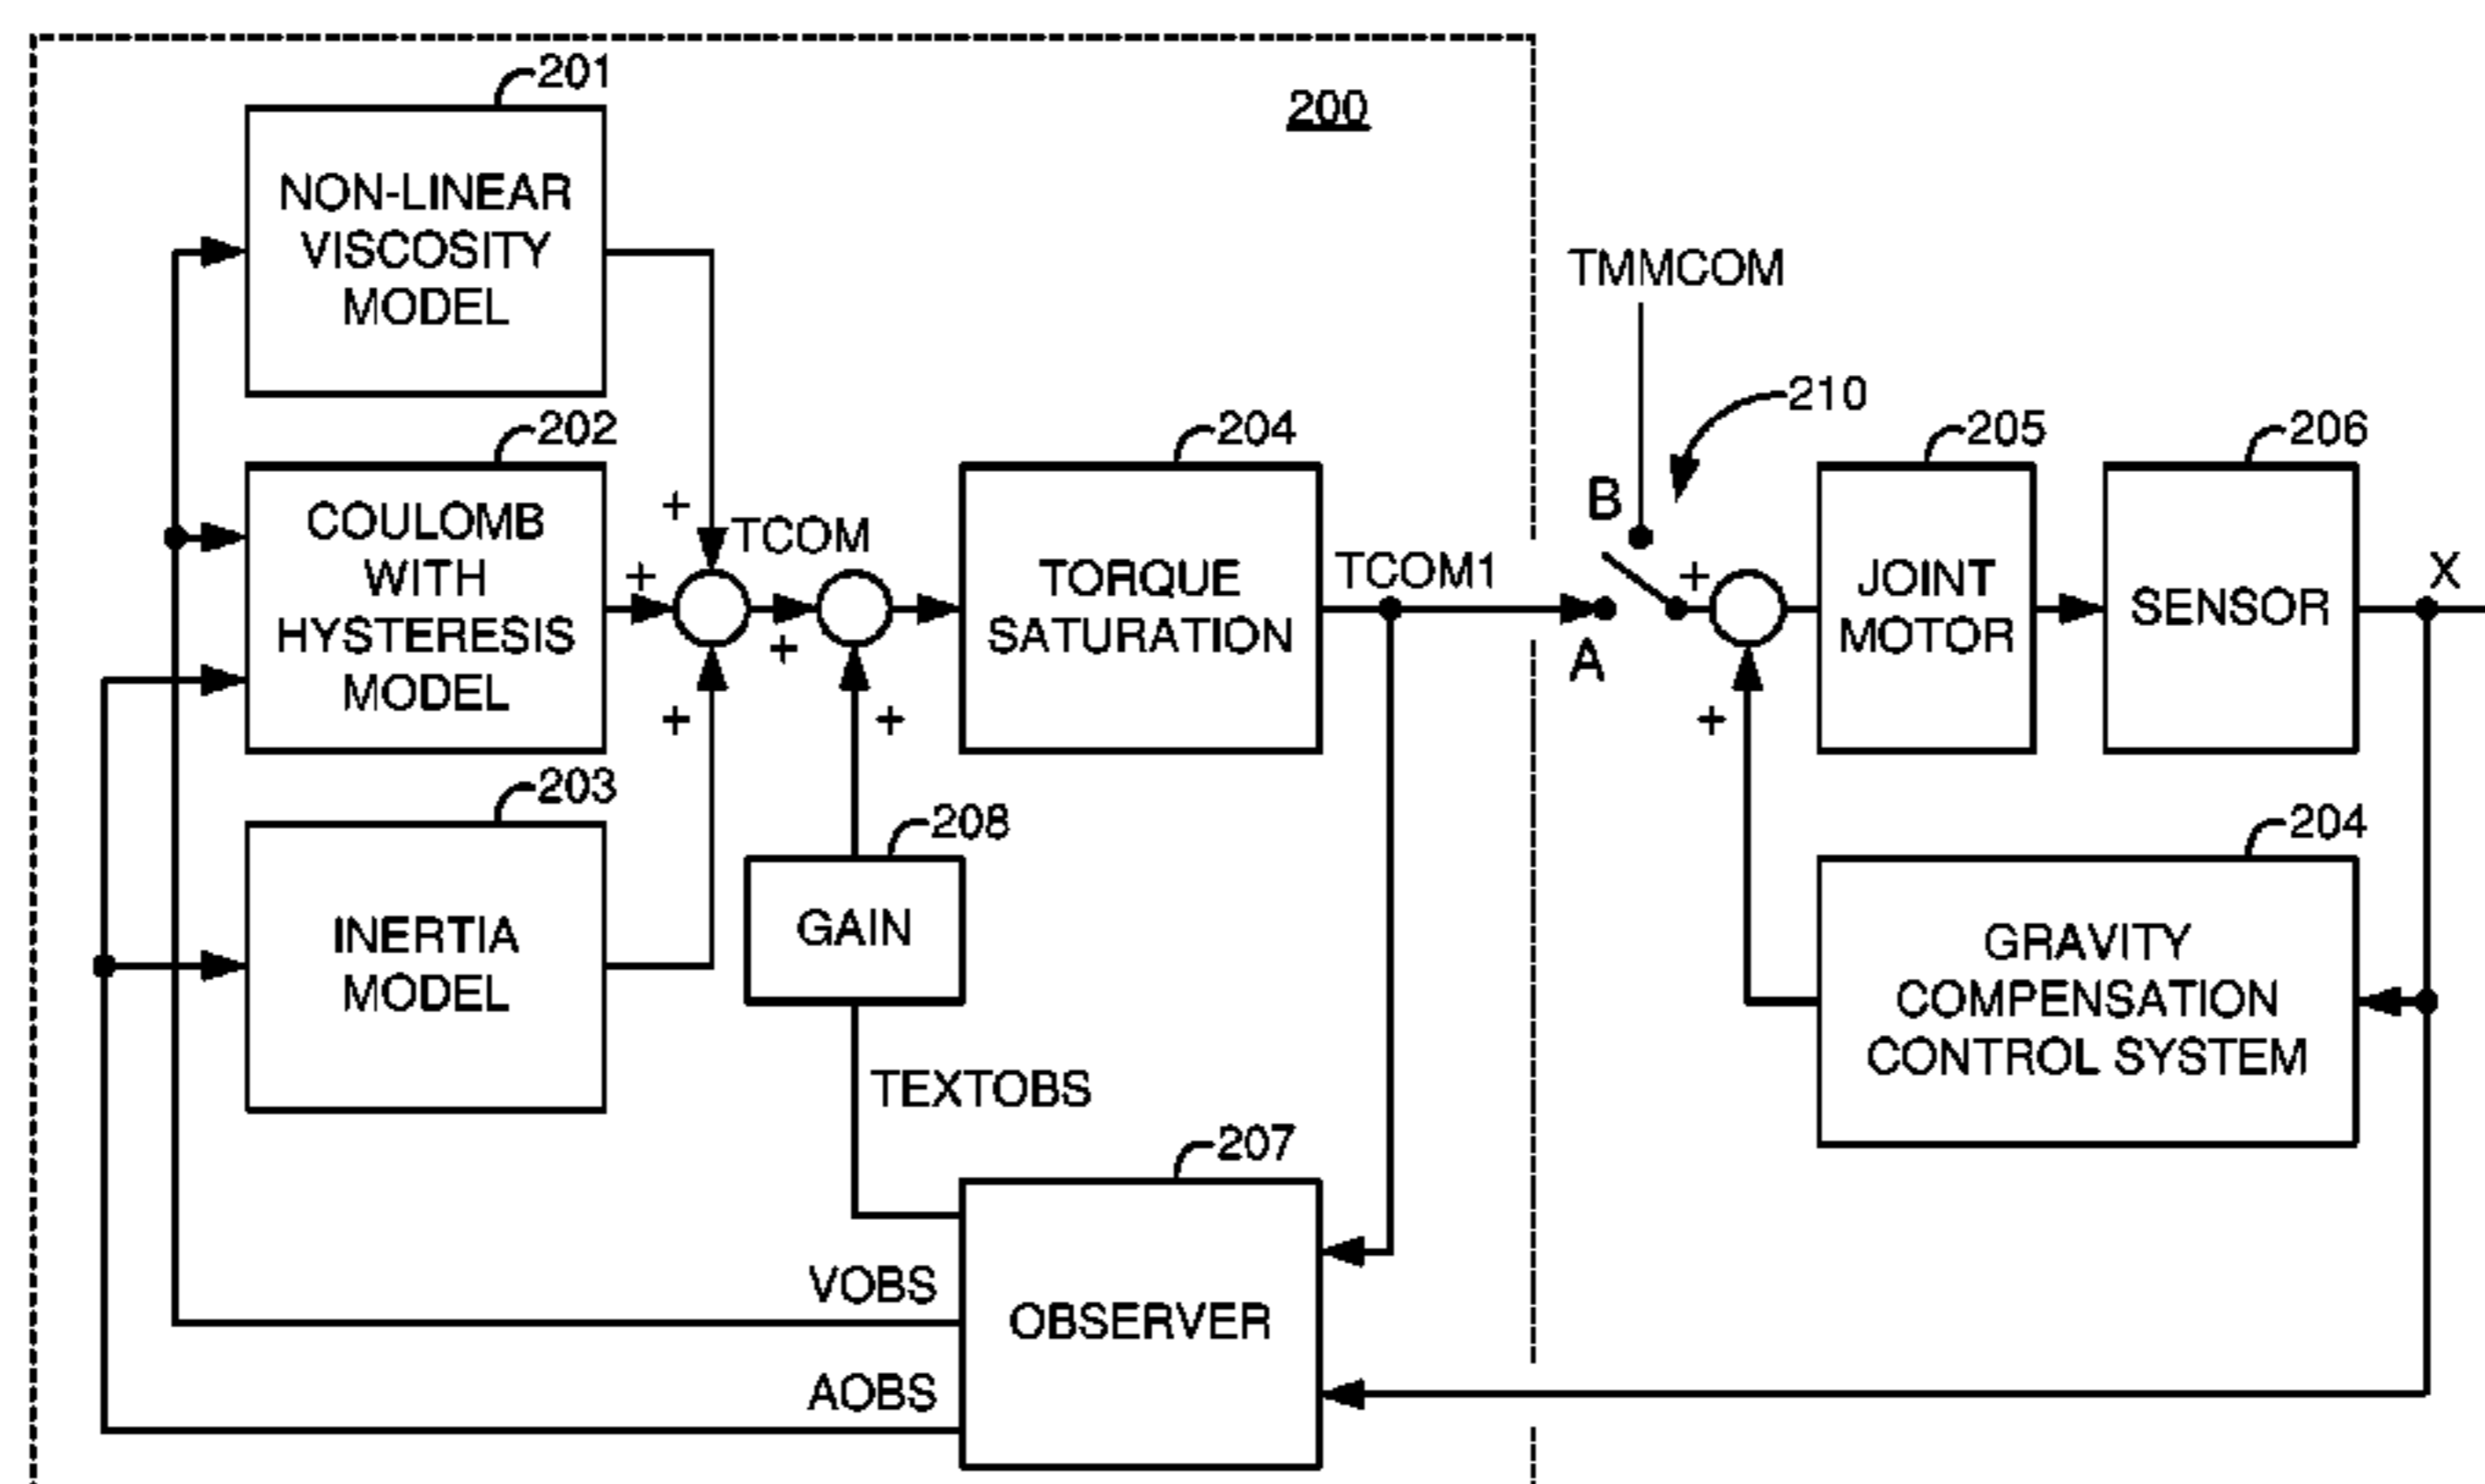 201
200
NON-LINEAR
VISCOSITY
MODEL
TMMCOM
210
202
204
205
206
COULOMB
WITH
HYSTERESIS
MODEL
+
+
TCOM
+
+
+
TORQUE
SATURATION
TCOM1
B
A
+
JOINT
MOTOR
SENSOR
X
+
203
208
204
INERTIA
MODEL
GAIN
GRAVITY
COMPENSATION
CONTROL SYSTEM
TEXTOBS
207
VOBS
OBSERVER
AOBS